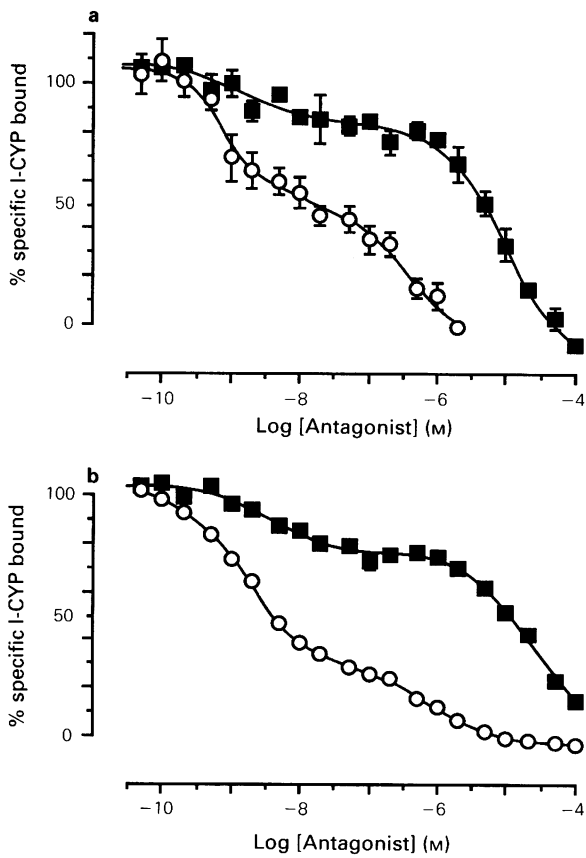 a
% specific I-CYP bound
100
50
0
−10 −8 −6 −4
Log [Antagonist] (M)
b
% specific I-CYP bound
100
50
0
−10 −8 −6 −4
Log [Antagonist] (M)